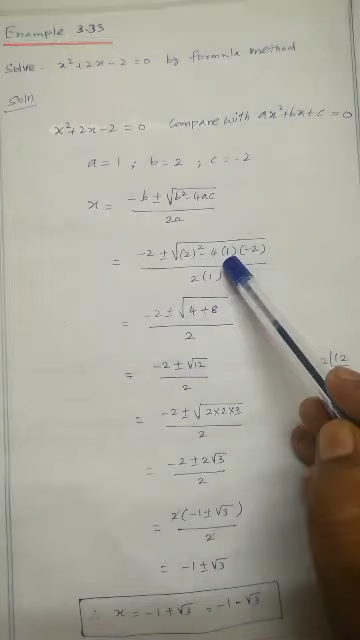 Example 3.33
Solve. x²+2x-2=0 by formula method
Soln
x²+2x-2=0 Compare with ax²+bx+c=0
a=1 ; b=2 ; c=-2
x = (-b ± √(b²-4ac))/2a
= (-2 ± √((2)²-4(1)(-2)))/2(1)
= (-2 ± √(4+8))/2
= (-2 ± √12)/2
2|12
= (-2 ± √(2×2×3))/2
= (-2 ± 2√3)/2
= 2(-1 ± √3)/2
= -1 ± √3
∴ x = -1+√3 = -1-√3